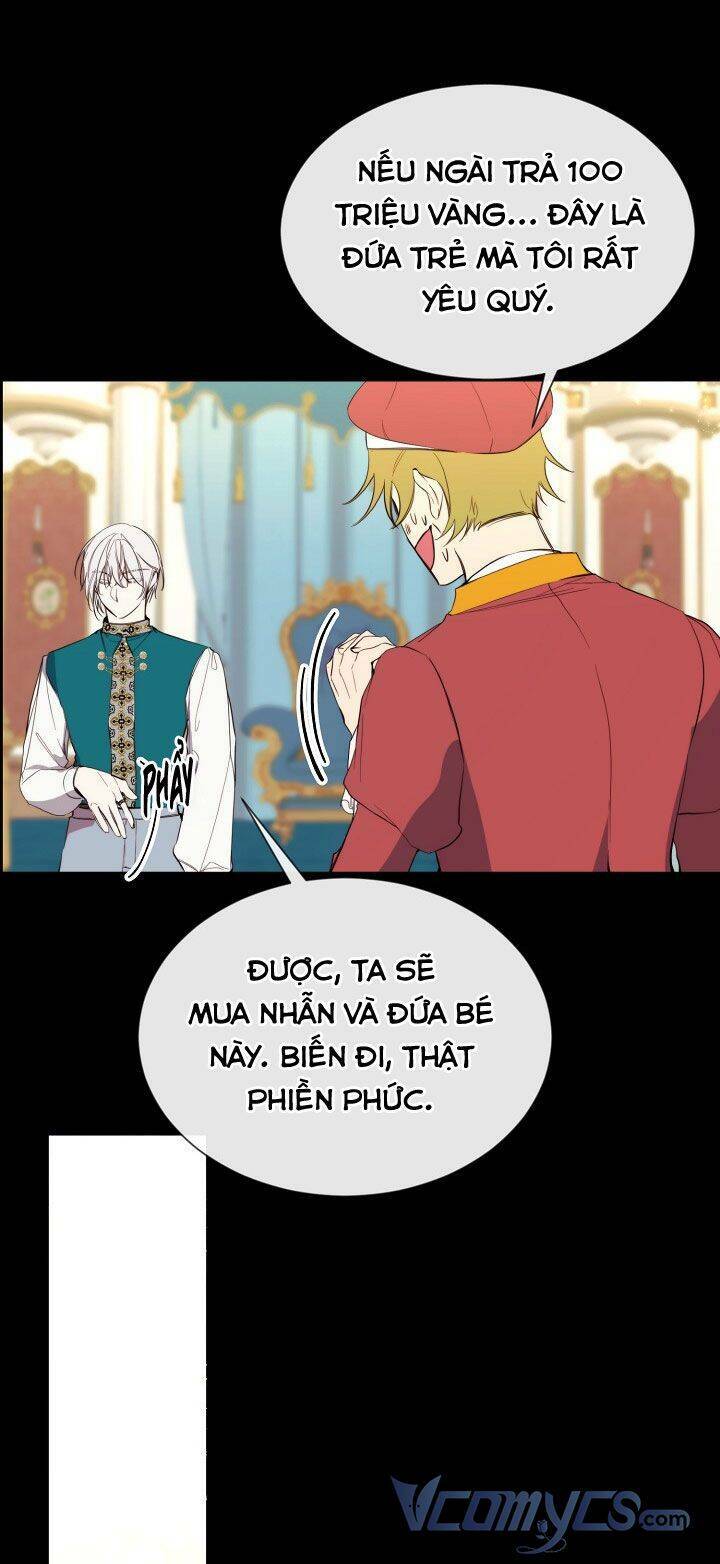 NẾU NGÀI TRẢ 100
TRIỆU VÀNG... ĐÂY LÀ
ĐỨA TRẺ MÀ TÔI RẤT
YÊU QUÝ.
PHẨY
ĐƯỢC, TA SẼ
MUA NHẪN VÀ ĐỨA BÉ
NÀY. BIẾN ĐI, THẬT
PHIỀN PHỨC.
VCOMYCS.com